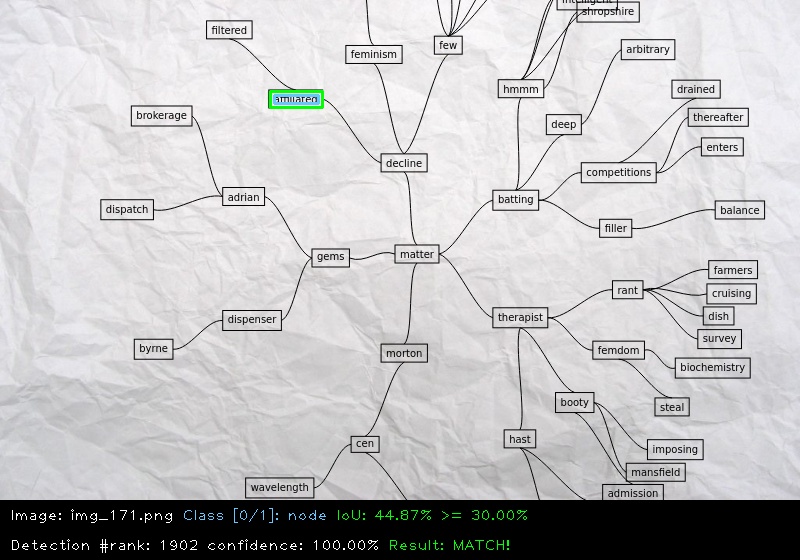 shropshire
filtered
few
feminism
arbitrary
hmmm
drained
brokerage
thereafter
deep
enters
decline
competitions
adrian
batting
dispatch
balance
filler
matter
gems
farmers
rant
cruising
dish
therapist
dispenser
survey
byrne
femdom
morton
biochemistry
booty
steal
hast
cen
imposing
mansfield
wavelength
admission
Image: img_171.png Class [0/1]: node IoU: 44.87% >= 30.00%
Detection #rank: 1902 confidence: 100.00% Result: MATCH!